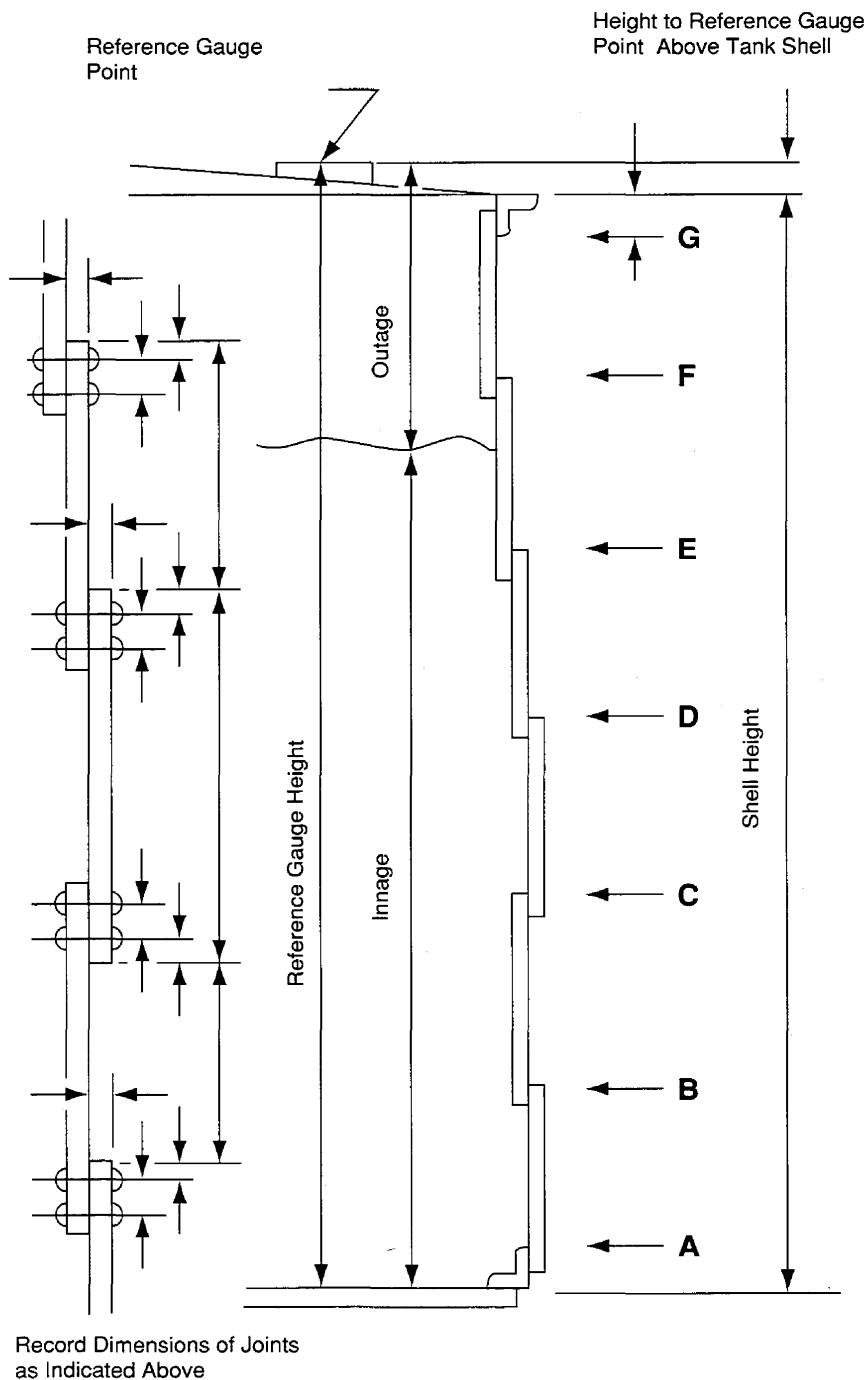 Reference Gauge
Point
Height to Reference Gauge
Point Above Tank Shell
G
F
E
D
C
B
A
Outage
Innage
Reference Gauge Height
Shell Height
Record Dimensions of Joints
as Indicated Above